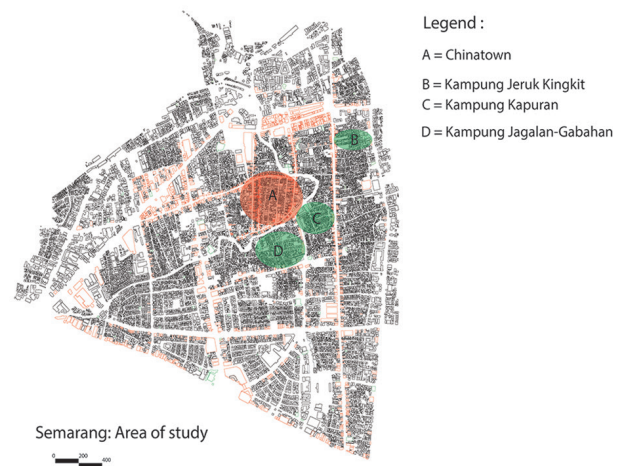 Legend :
A = Chinatown
B = Kampung Jeruk Kingkit
C = Kampung Kapuran
D = Kampung Jagalan-Gabahan
B
A
C
D
Semarang: Area of study
0 200 400